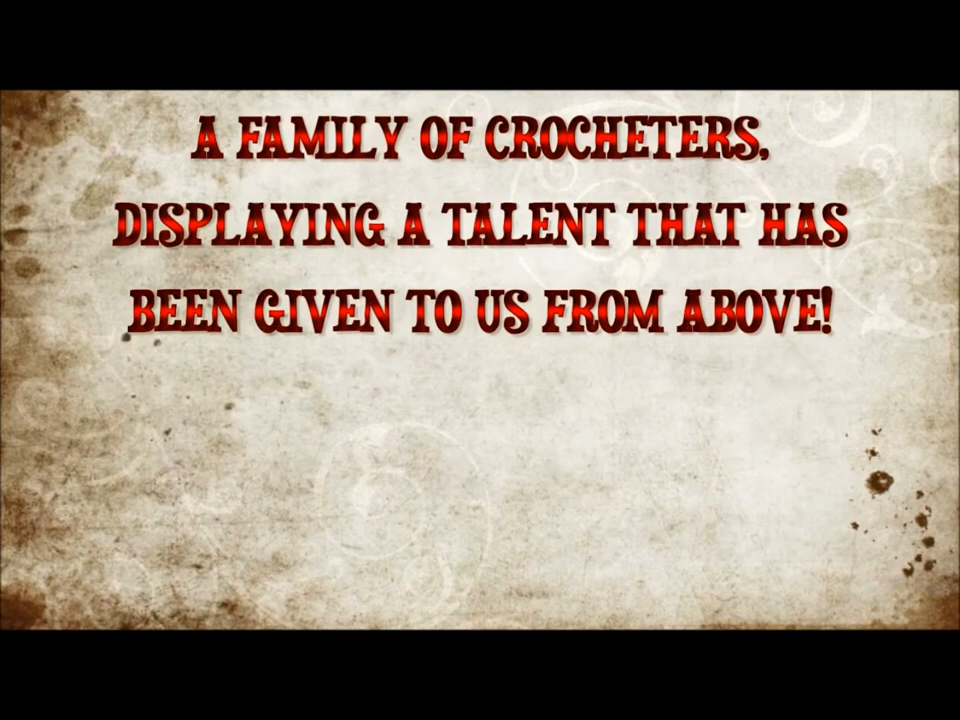 A FAMILY OF CROCHETERS,
DISPLAYING A TALENT THAT HAS
BEEN GIVEN TO US FROM ABOVE!